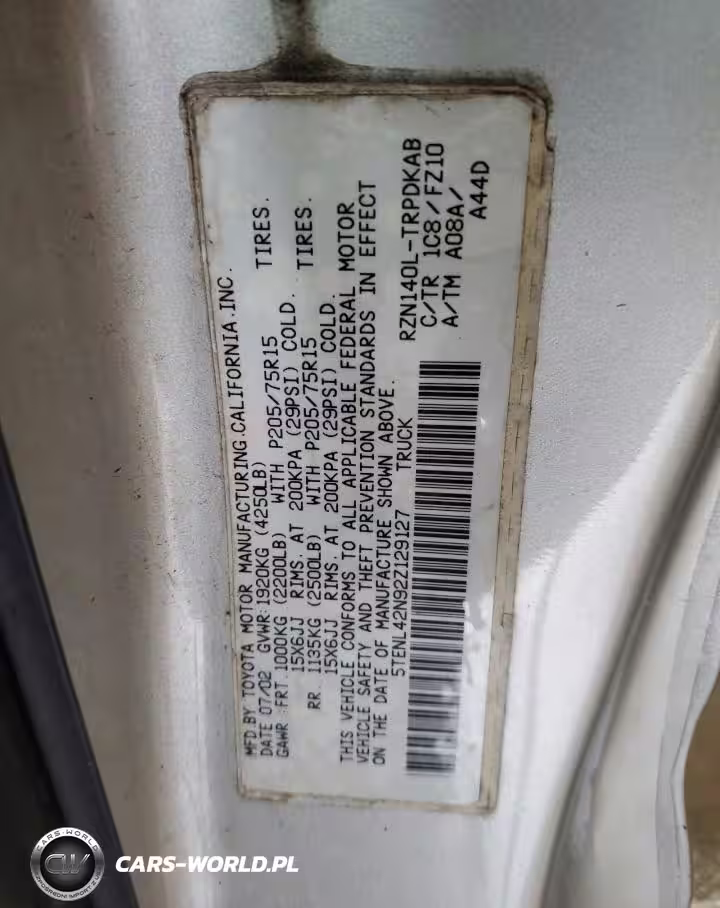 MFD.BY TOYOTA MOTOR MANUFACTURING.CALIFORNIA.INC.
DATE 07/02 GVWR:1920KG (4250LB)
GAWR :FRT.1000KG (2200LB) WITH P205/75R15 TIRES.
15X6JJ RIMS. AT 200KPA (29PSI) COLD.
RR. 1135KG (2500LB) WITH P205/75R15 TIRES.
15X6JJ RIMS. AT 200KPA (29PSI) COLD.
THIS VEHICLE CONFORMS TO ALL APPLICABLE FEDERAL MOTOR
VEHICLE SAFETY AND THEFT PREVENTION STANDARDS IN EFFECT
ON THE DATE OF MANUFACTURE SHOWN ABOVE.
5TENL42N92Z129127 TRUCK
RZN140L-TRPDKAB
C/TR 1C8/FZ10
A/TM A08A/
A44D
CARS-WORLD
CW
CARS-WORLD.PL